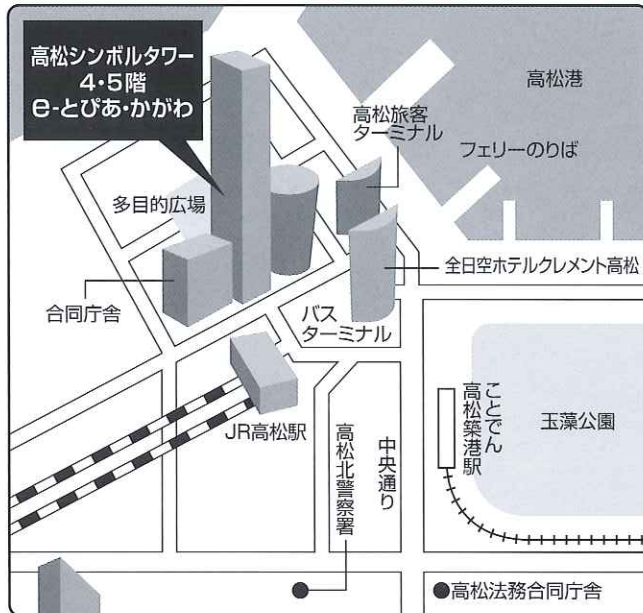 高松シンボルタワー
4・5階
e-とぴあ・かがわ
高松港
高松旅客
ターミナル
フェリーのりば
多目的広場
全日空ホテルクレメント高松
合同庁舎
バス
ターミナル
JR高松駅
ことでん
高松築港駅
玉藻公園
高松北警察署
中央通り
高松法務合同庁舎